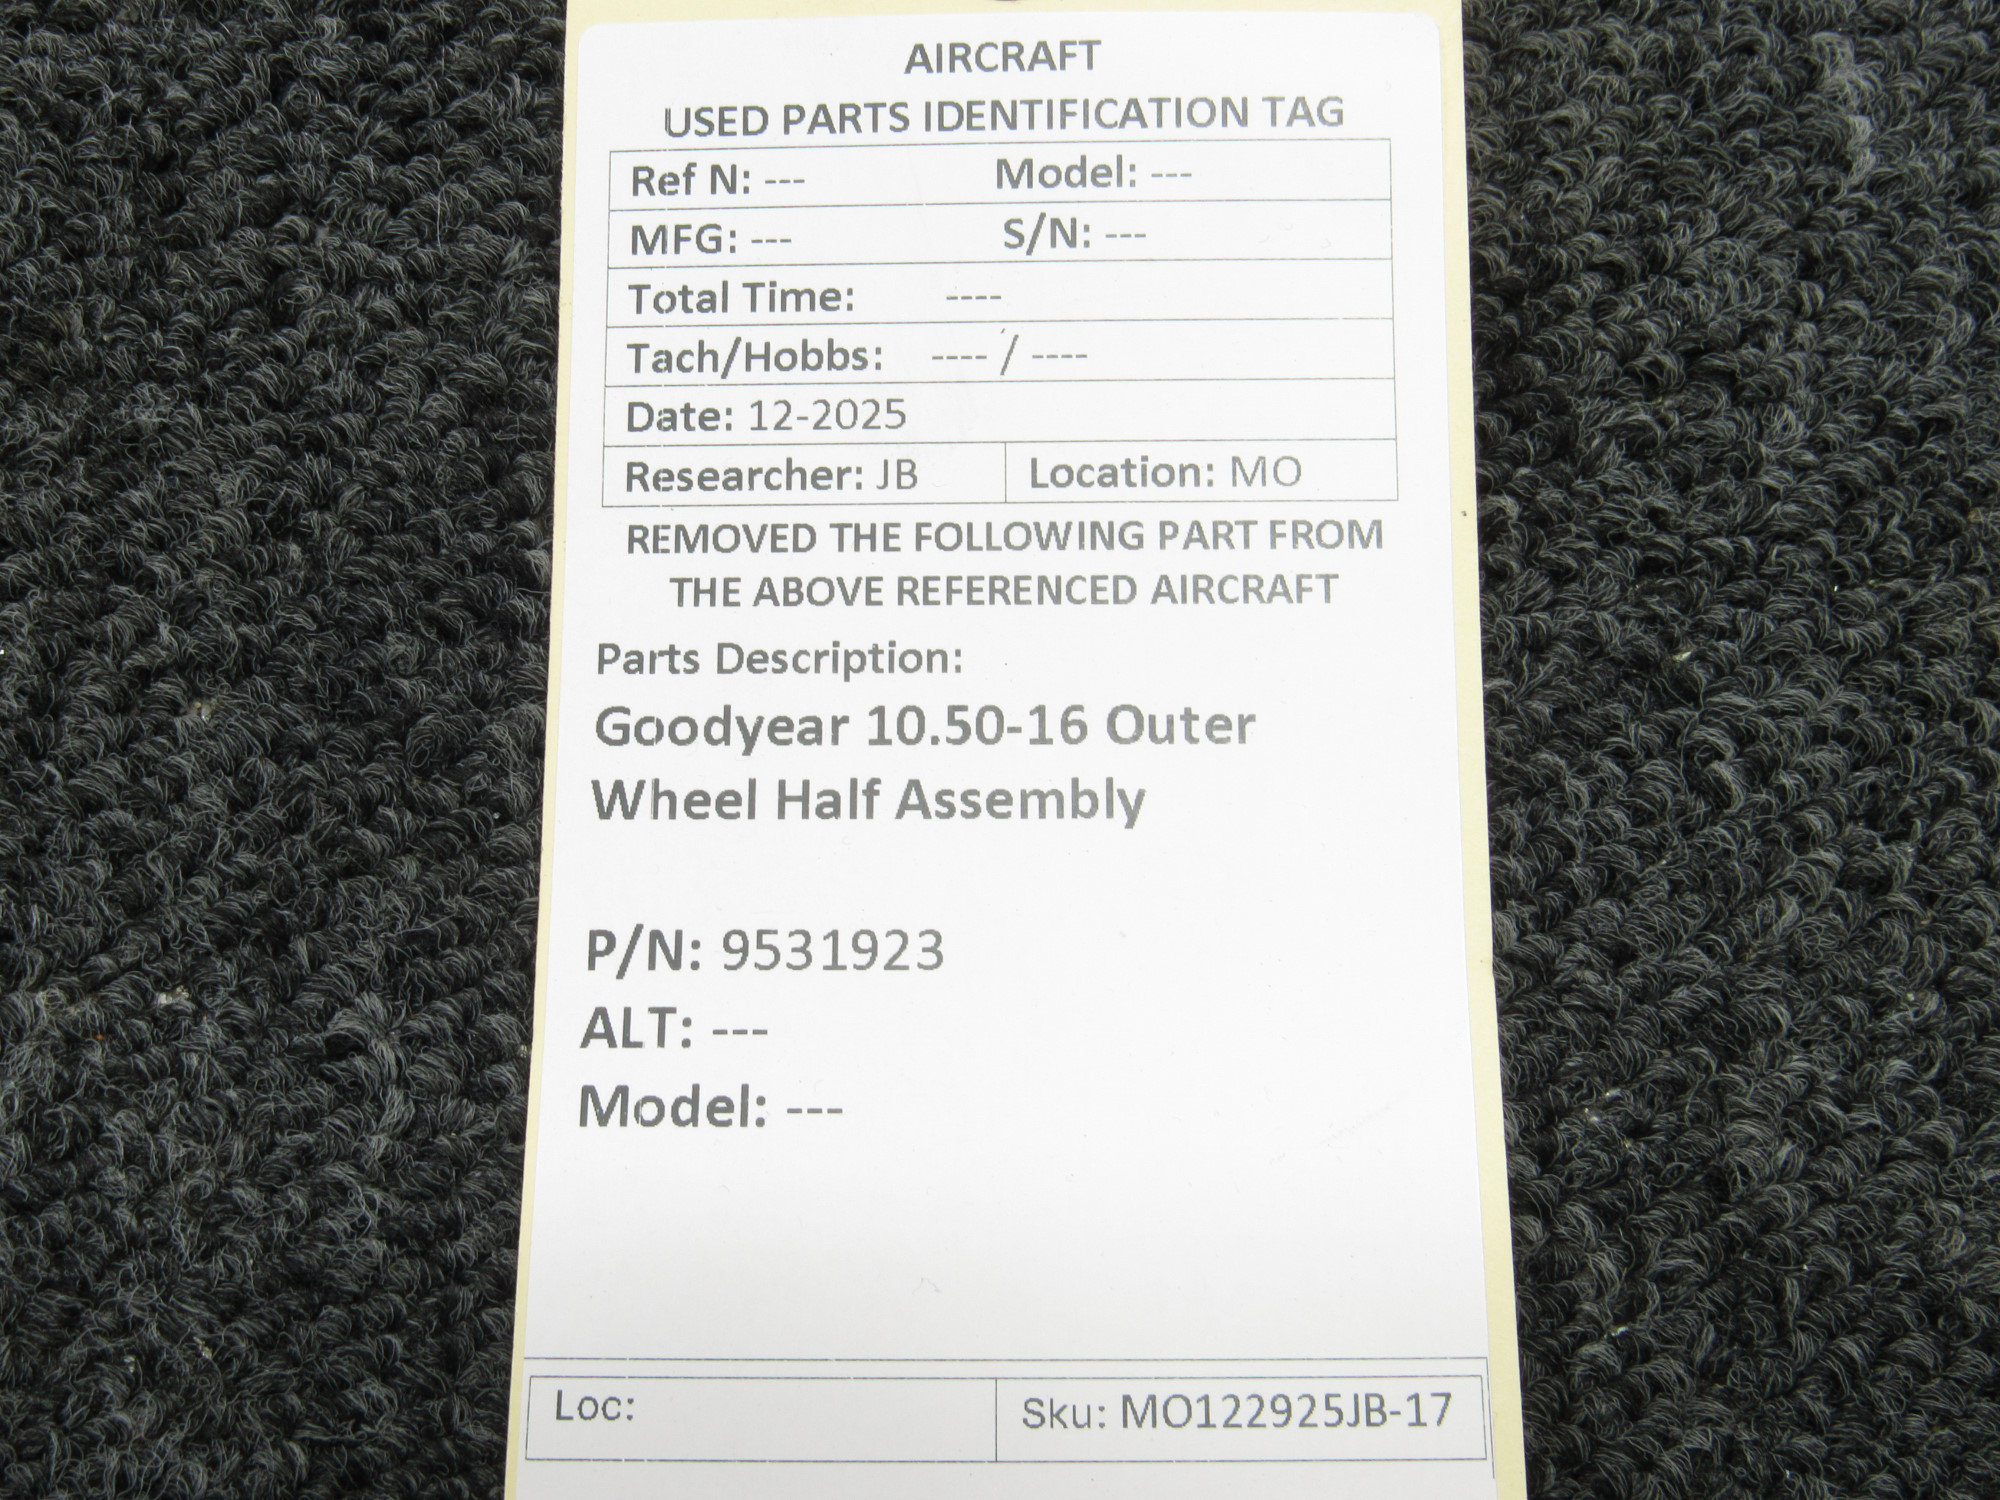 AIRCRAFT
USED PARTS IDENTIFICATION TAG
Ref N: --- Model: ---
MFG: --- S/N: ---
Total Time: ----
Tach/Hobbs: ---- / ----
Date: 12-2025
Researcher: JB Location: MO
REMOVED THE FOLLOWING PART FROM
THE ABOVE REFERENCED AIRCRAFT
Parts Description:
Goodyear 10.50-16 Outer
Wheel Half Assembly
P/N: 9531923
ALT: ---
Model: ---
Loc: Sku: MO122925JB-17